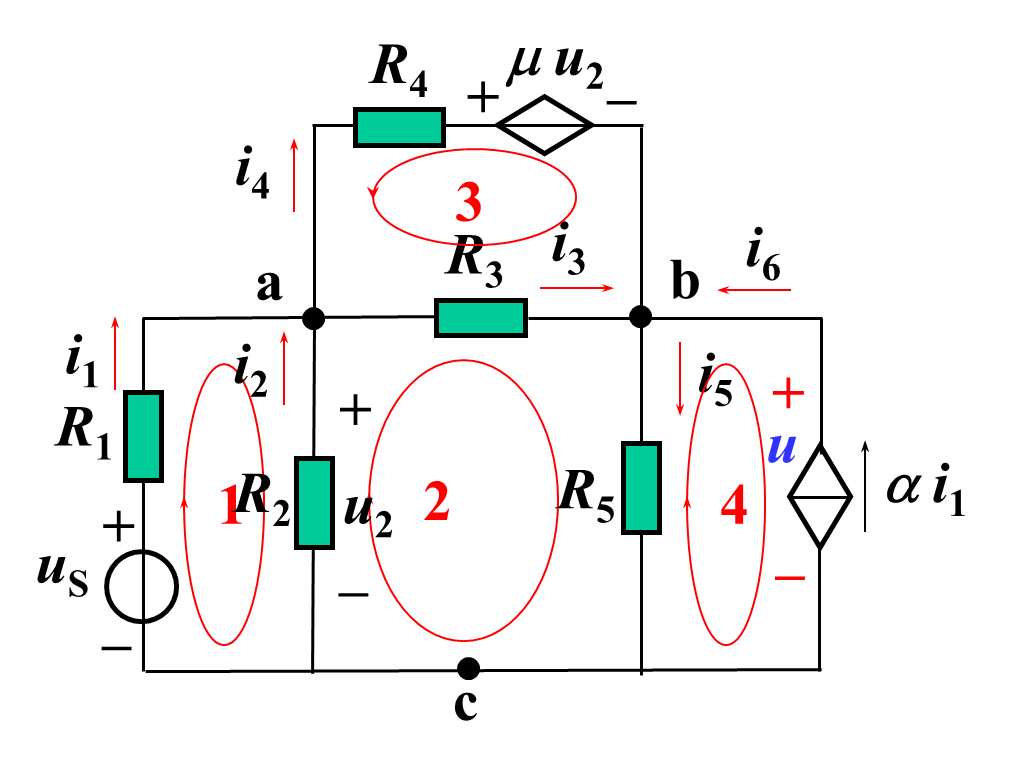 R4
+ μ u2 −
i4
3
R3
i3
a
b
i6
i1
i2
i5
R1
+
+
u
R2
1
u2
2
R5
4
α i1
+
uS
−
−
−
c